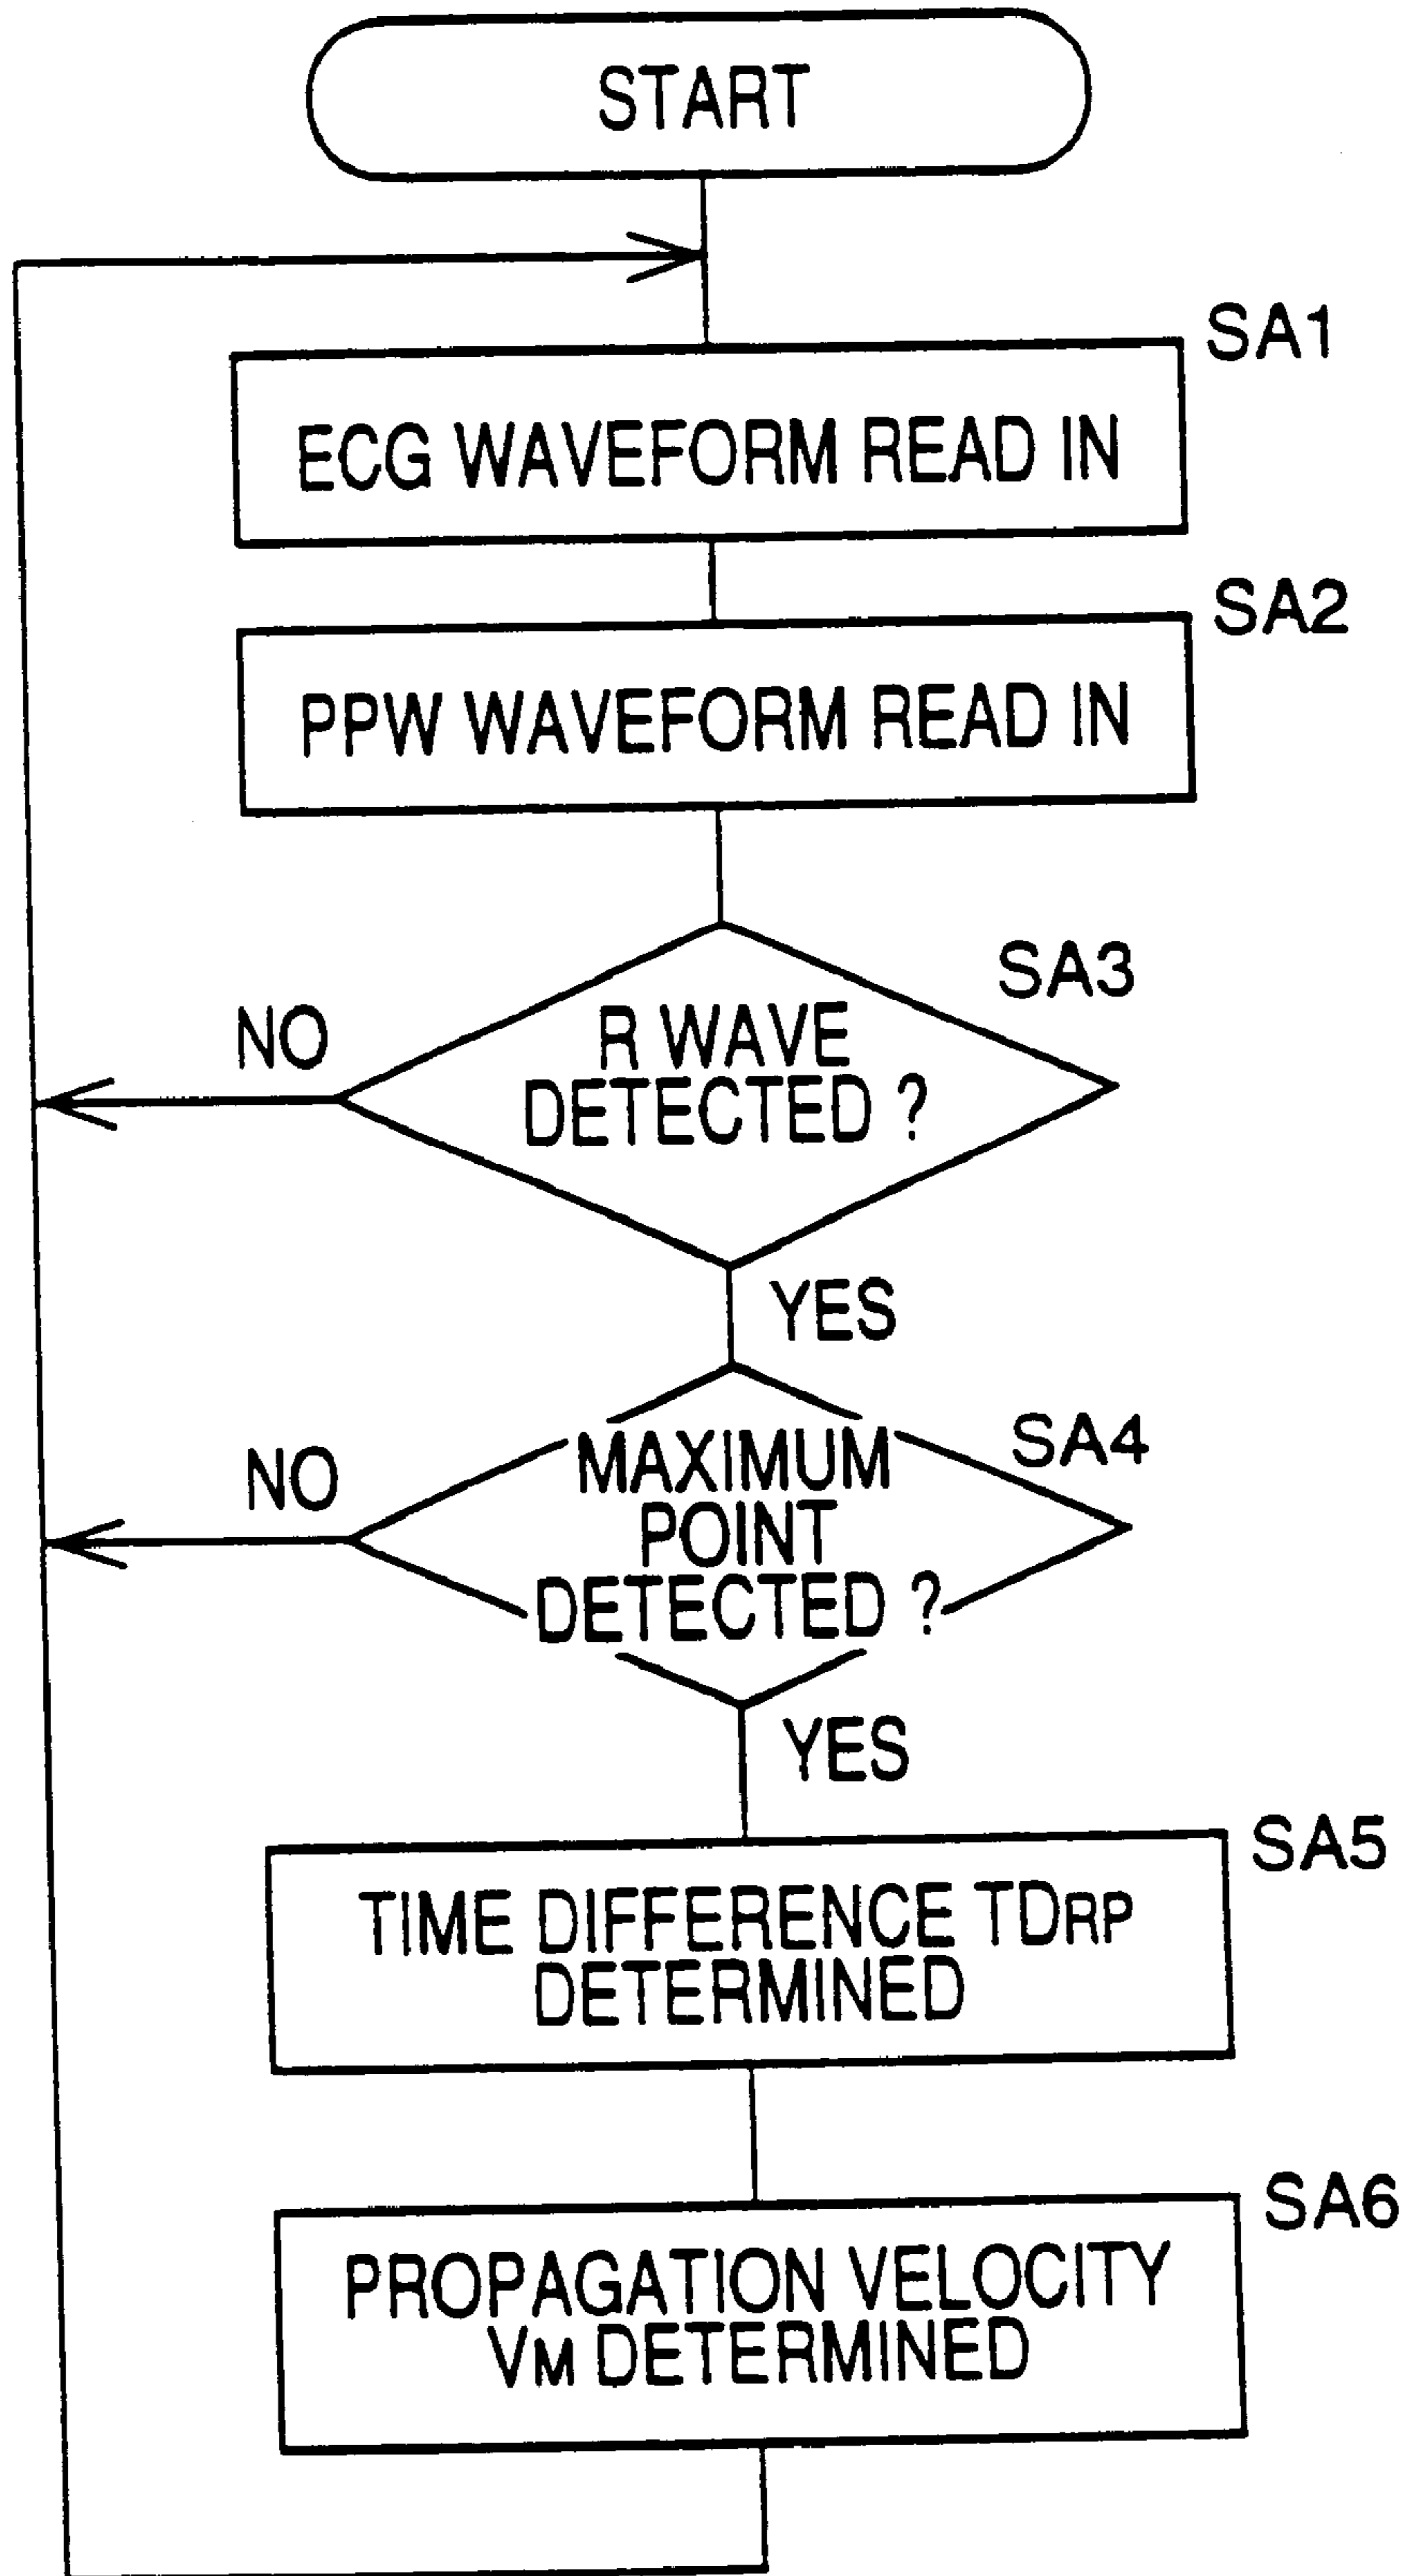 START
SA1
ECG WAVEFORM READ IN
SA2
PPW WAVEFORM READ IN
SA3
R WAVE
DETECTED ?
NO
YES
SA4
MAXIMUM
POINT
DETECTED ?
NO
YES
SA5
TIME DIFFERENCE TDRP
DETERMINED
SA6
PROPAGATION VELOCITY
VM DETERMINED